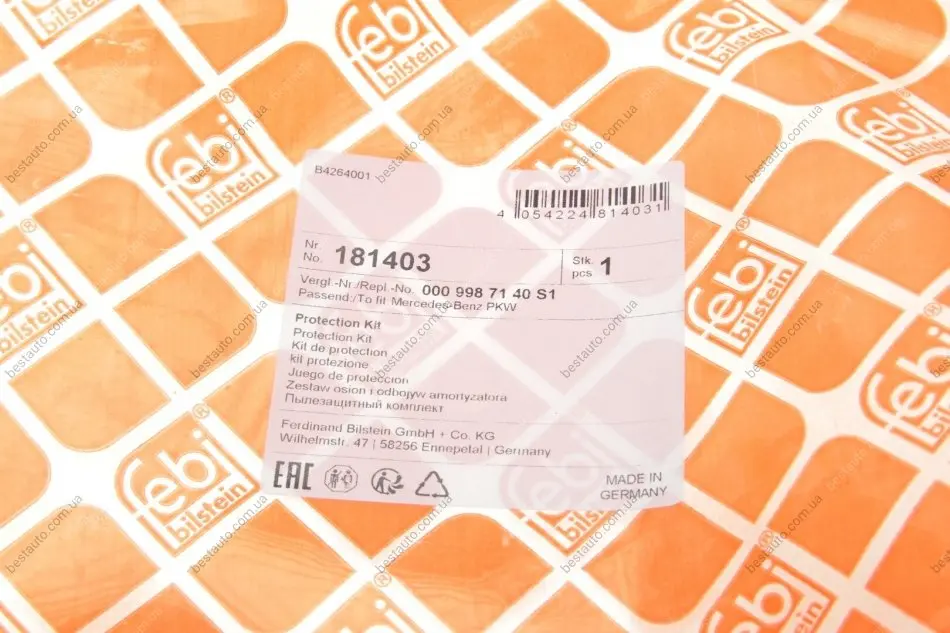 febi
bilstein
B4264001
4 054224 814031
Nr.
No. 181403
Stk.
pcs 1
Vergl.-Nr./Repl.-No. 000 998 71 40 S1
Passend:/To fit Mercedes-Benz PKW
Protection Kit
Protection Kit
Kit de protection
kit protezione
Juego de proteccion
Zestaw osłon i odbojyw amortyzatora
Пылезащитный комплект
Ferdinand Bilstein GmbH + Co. KG
Wilhelmstr. 47 | 58256 Ennepetal | Germany
EAC
MADE IN
GERMANY
bestauto.com.ua